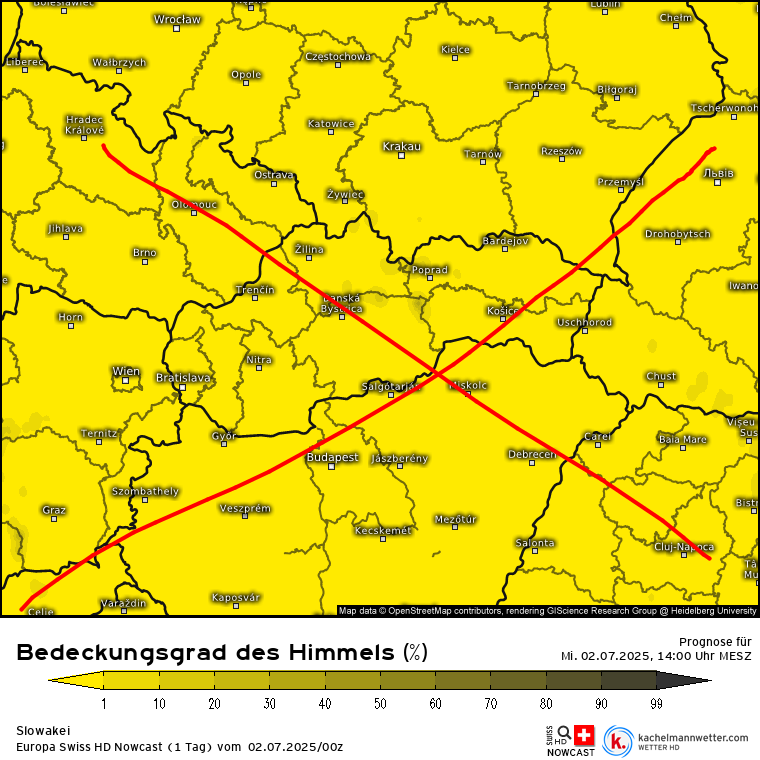 Bolesławiec
Wrocław
Lublin
Chełm
Liberec
Wałbrzych
Opole
Częstochowa
Kielce
Tarnobrzeg
Biłgoraj
Tscherwonoh
Hradec
Králové
Katowice
Krakau
Tarnów
Rzeszów
Ostrava
Żywiec
Przemyśl
Львів
Olomouc
Jihlava
Brno
Žilina
Bardejov
Drohobytsch
Poprad
Trenčín
Banská
Bystrica
Košice
Uschhorod
Iwano
Horn
Nitra
Wien
Bratislava
Salgótarján
Miskolc
Chust
Ternitz
Győr
Budapest
Jászberény
Debrecen
Carei
Baia Mare
Vișeu
Sus
Szombathely
Graz
Veszprém
Kecskemét
Mezőtúr
Salonta
Cluj-Napoca
Bistri
Tâ
Mu
Kaposvár
Varaždin
Celje
Map data © OpenStreetMap contributors, rendering GIScience Research Group @ Heidelberg University
Bedeckungsgrad des Himmels (%)
Prognose für
Mi. 02.07.2025, 14:00 Uhr MESZ
1 10 20 30 40 50 60 70 80 90 99
Slowakei
Europa Swiss HD Nowcast (1 Tag) vom 02.07.2025/00z
SWISS
HD
NOWCAST
k.
kachelmannwetter.com
WETTER HD